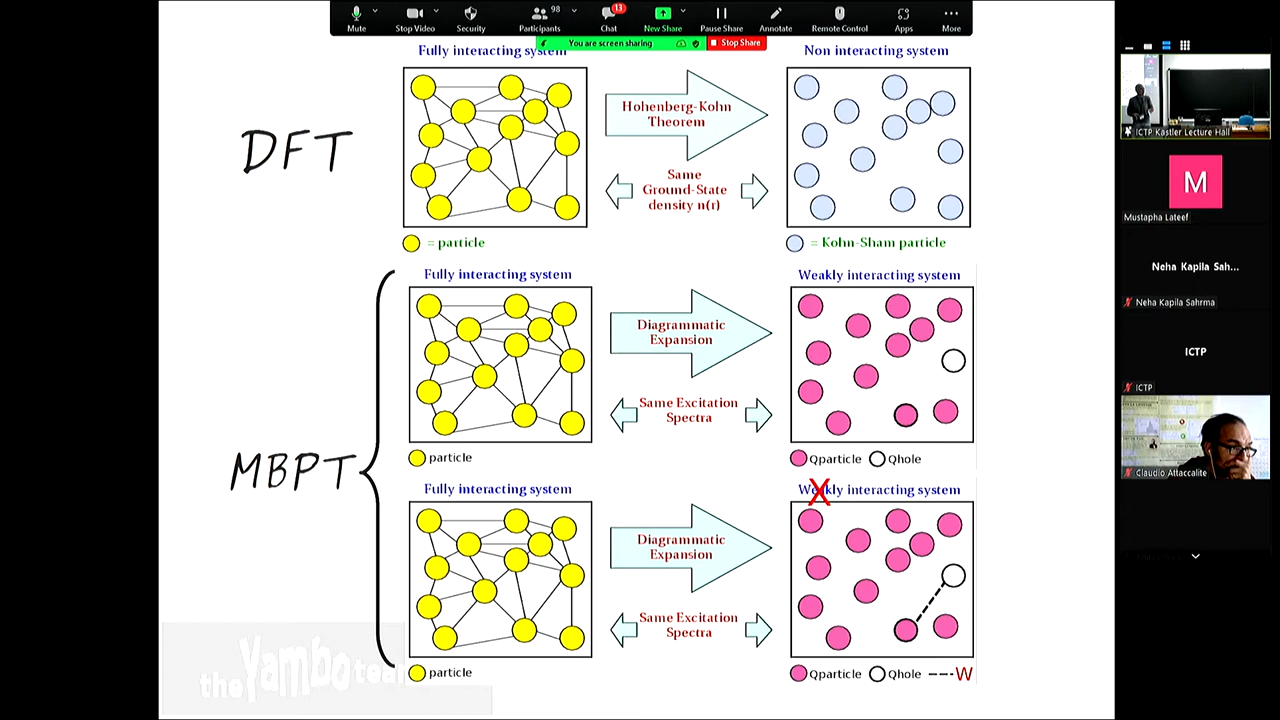 98
13
Mute
Stop Video
Security
Participants
Chat
New Share
Pause Share
Annotate
Remote Control
Apps
More
You are screen sharing
Stop Share
Fully interacting system
Non interacting system
DFT
Hohenberg-Kohn
Theorem
Same
Ground-State
density n(r)
= particle
= Kohn-Sham particle
Fully interacting system
Weakly interacting system
Diagrammatic
Expansion
Same Excitation
Spectra
particle
Qparticle Qhole
MBPT
Fully interacting system
Weakly interacting system
X
Diagrammatic
Expansion
Same Excitation
Spectra
particle
Qparticle Qhole ---W
the Yambo team
ICTP Kastler Lecture Hall
M
Mustapha Lateef
Neha Kapila Sah...
Neha Kapila Sahrma
ICTP
ICTP
Claudio Attaccalite